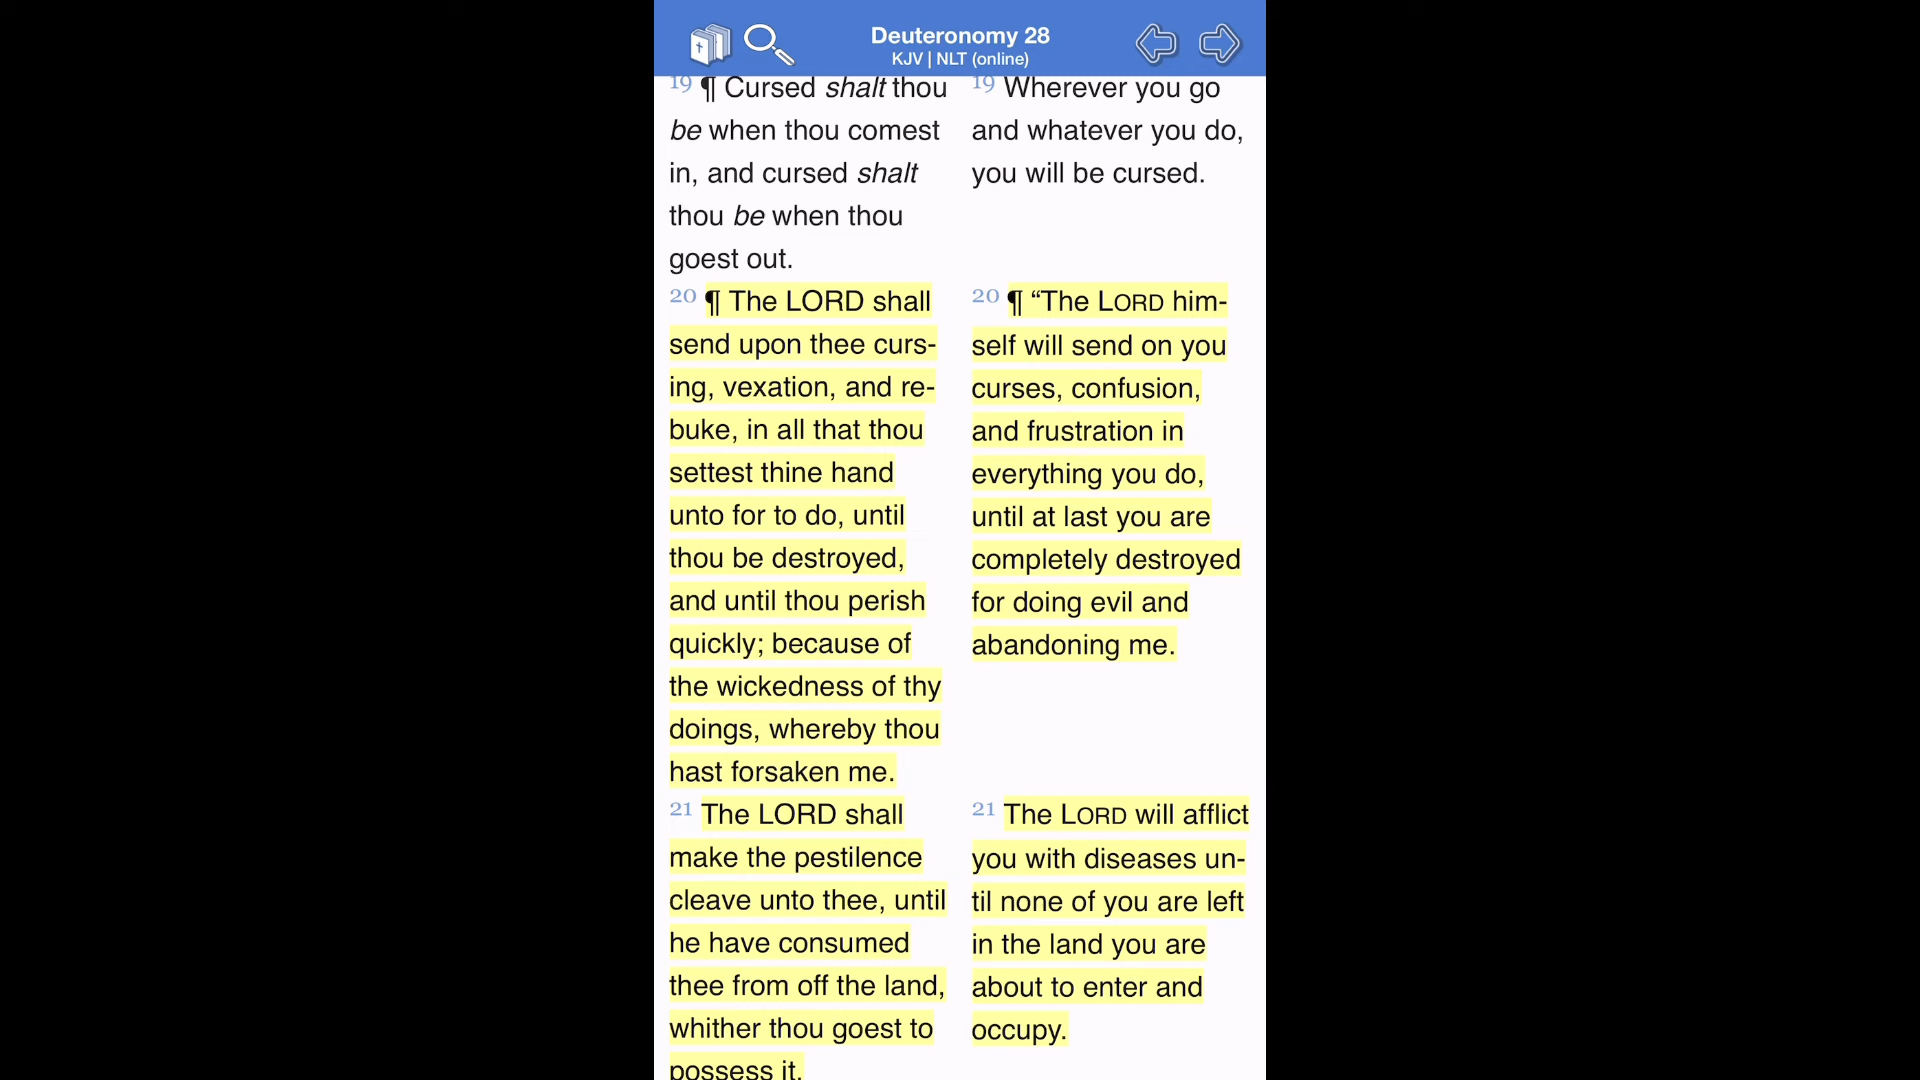 Deuteronomy 28
KJV | NLT (online)
19 ¶ Cursed shalt thou
be when thou comest
in, and cursed shalt
thou be when thou
goest out.
20 ¶ The LORD shall
send upon thee curs-
ing, vexation, and re-
buke, in all that thou
settest thine hand
unto for to do, until
thou be destroyed,
and until thou perish
quickly; because of
the wickedness of thy
doings, whereby thou
hast forsaken me.
21 The LORD shall
make the pestilence
cleave unto thee, until
he have consumed
thee from off the land,
whither thou goest to
possess it.
19 Wherever you go
and whatever you do,
you will be cursed.
20 ¶ “The LORD him-
self will send on you
curses, confusion,
and frustration in
everything you do,
until at last you are
completely destroyed
for doing evil and
abandoning me.
21 The LORD will afflict
you with diseases un-
til none of you are left
in the land you are
about to enter and
occupy.